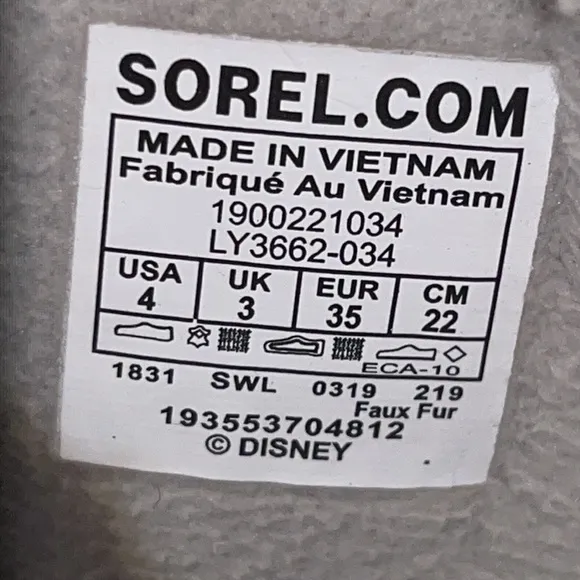 SOREL.COM
MADE IN VIETNAM
Fabriqué Au Vietnam
1900221034
LY3662-034
USA UK EUR CM
4 3 35 22
ECA-10
1831 SWL 0319 219
Faux Fur
193553704812
© DISNEY